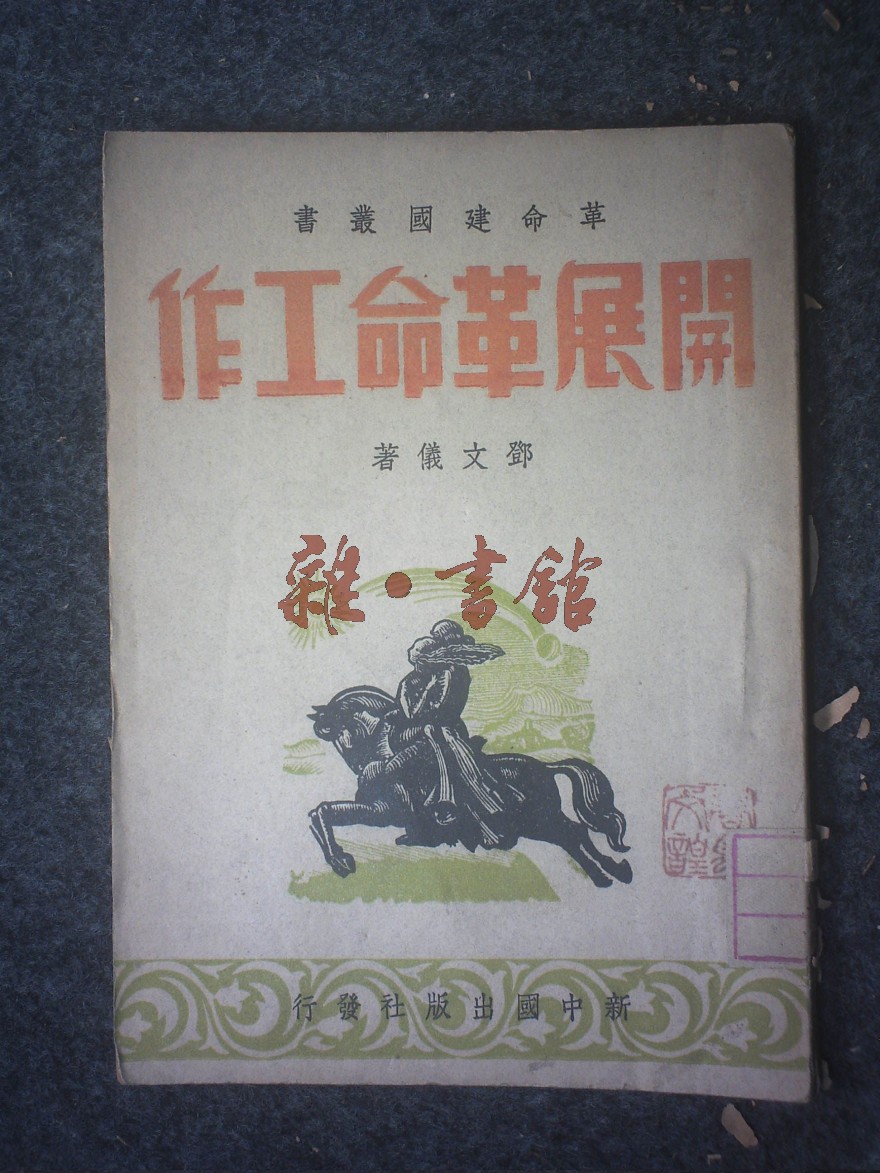 革命建國叢書
開展革命工作
鄧文儀著
雜·書館
新中國出版社發行